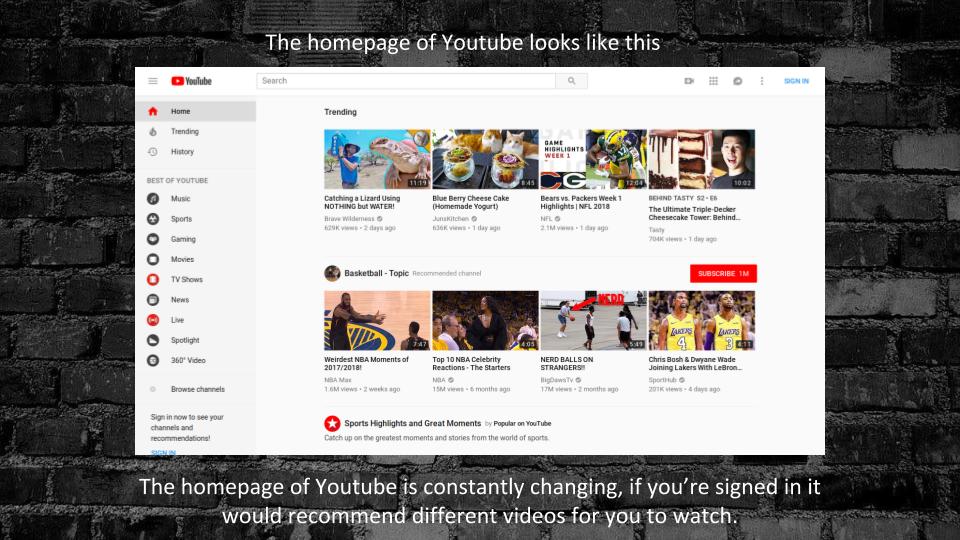 The homepage of Youtube looks like this
YouTube
Search
SIGN IN
Home
Trending
History
BEST OF YOUTUBE
Music
Sports
Gaming
Movies
TV Shows
News
Live
Spotlight
360° Video
Browse channels
Sign in now to see your
channels and
recommendations!
SIGN IN
Trending
GAME
HIGHLIGHTS
WEEK 1
11:19
8:45
12:04
10:02
Catching a Lizard Using
NOTHING but WATER!
Brave Wilderness
629K views • 2 days ago
Blue Berry Cheese Cake
(Homemade Yogurt)
JunsKitchen
636K views • 1 day ago
Bears vs. Packers Week 1
Highlights | NFL 2018
NFL
2.1M views • 1 day ago
BEHIND TASTY S2 • E6
The Ultimate Triple-Decker
Cheesecake Tower: Behind...
Tasty
704K views • 1 day ago
Basketball - Topic Recommended channel
SUBSCRIBE 1M
NERD
LAKERS
4
LAKERS
3
7:47
4:05
5:49
4:11
Weirdest NBA Moments of
2017/2018!
NBA Max
1.6M views • 2 weeks ago
Top 10 NBA Celebrity
Reactions - The Starters
NBA
15M views • 6 months ago
NERD BALLS ON
STRANGERS!!
BigDawsTv
17M views • 2 months ago
Chris Bosh & Dwyane Wade
Joining Lakers With LeBron...
SportHub
201K views • 4 days ago
Sports Highlights and Great Moments by Popular on YouTube
Catch up on the greatest moments and stories from the world of sports.
The homepage of Youtube is constantly changing, if you’re signed in it
would recommend different videos for you to watch.